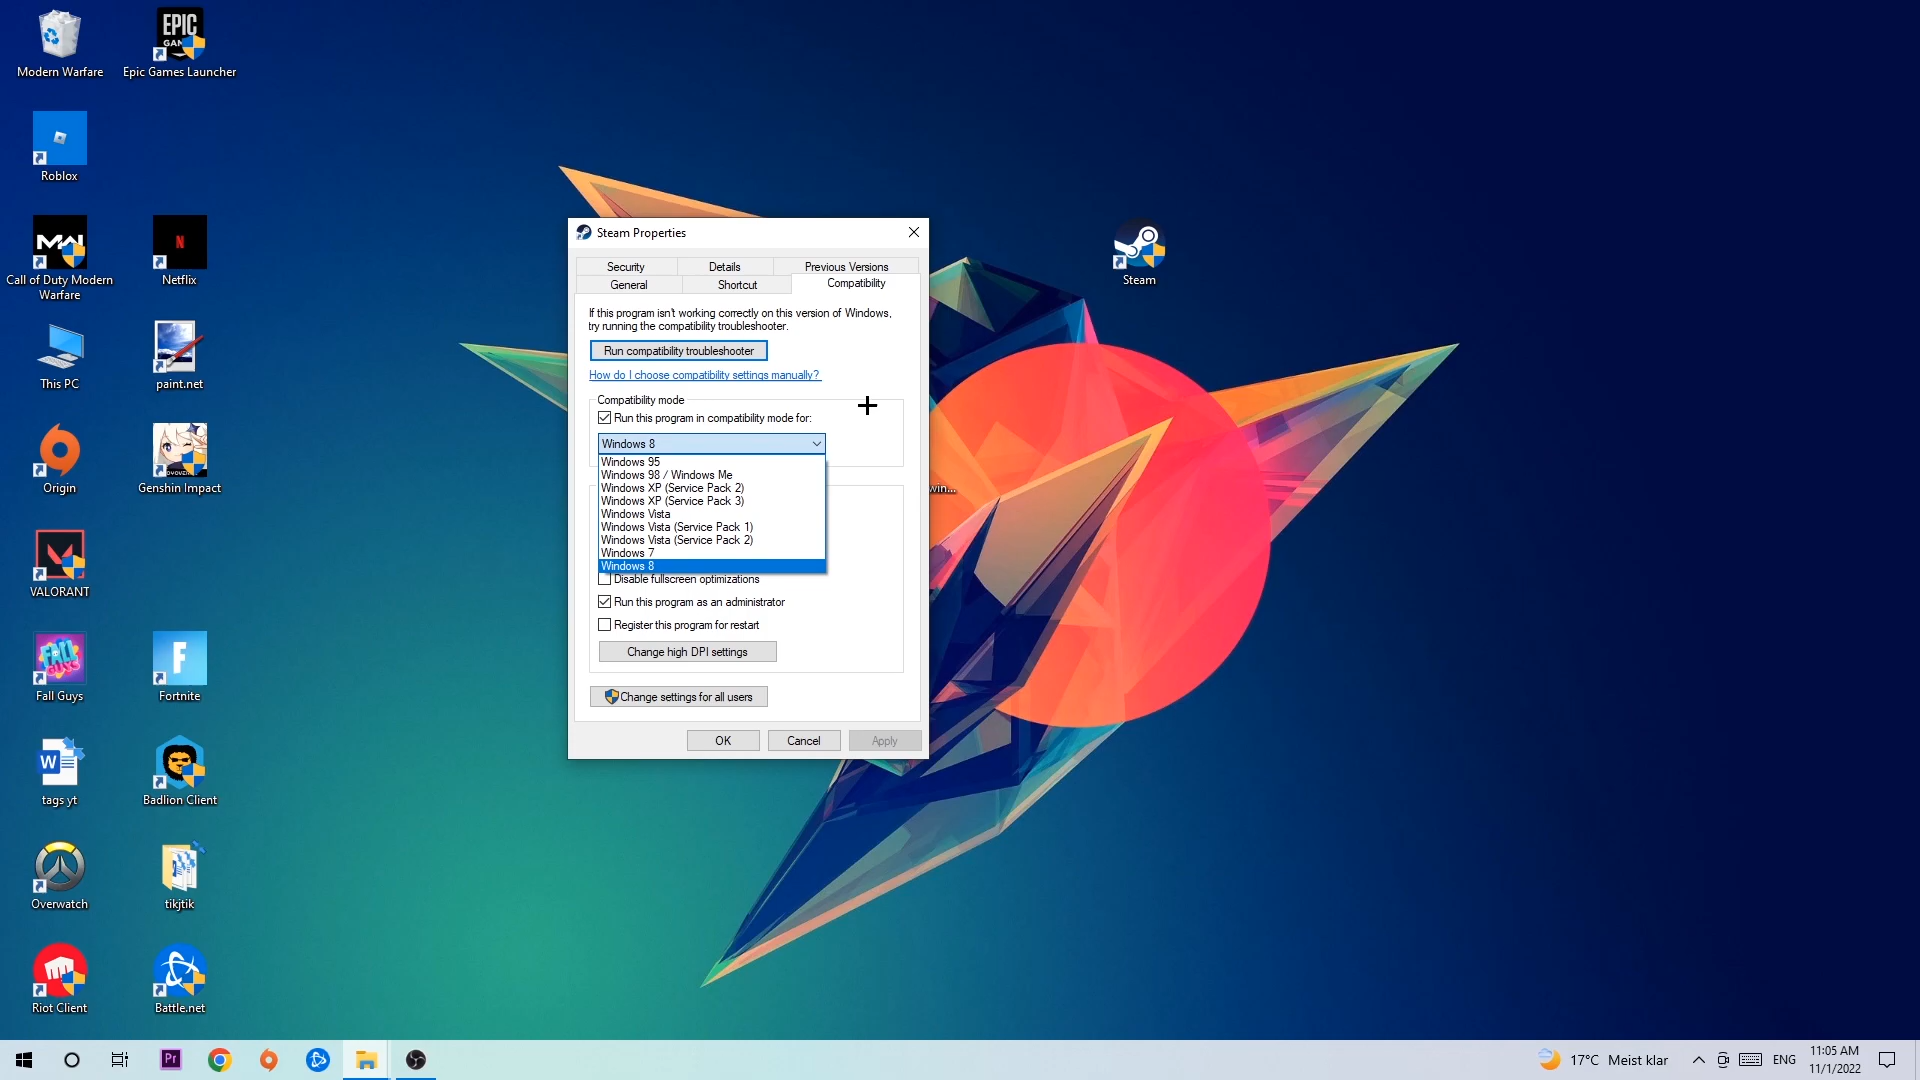 Modern Warfare
EPIC
GAMES
Epic Games Launcher
Roblox
MW
Call of Duty Modern
Warfare
N
Netflix
This PC
paint.net
Origin
Genshin Impact
VALORANT
Fall Guys
F
Fortnite
W
tags yt
Badlion Client
Overwatch
tikjtik
Riot Client
Battle.net
Steam
win...
Steam Properties
Security
Details
Previous Versions
General
Shortcut
Compatibility
If this program isn't working correctly on this version of Windows,
try running the compatibility troubleshooter.
Run compatibility troubleshooter
How do I choose compatibility settings manually?
Compatibility mode
Run this program in compatibility mode for:
Windows 8
Windows 95
Windows 98 / Windows Me
Windows XP (Service Pack 2)
Windows XP (Service Pack 3)
Windows Vista
Windows Vista (Service Pack 1)
Windows Vista (Service Pack 2)
Windows 7
Windows 8
Disable fullscreen optimizations
Run this program as an administrator
Register this program for restart
Change high DPI settings
Change settings for all users
OK
Cancel
Apply
Pr
17°C Meist klar
ENG
11:05 AM
11/1/2022